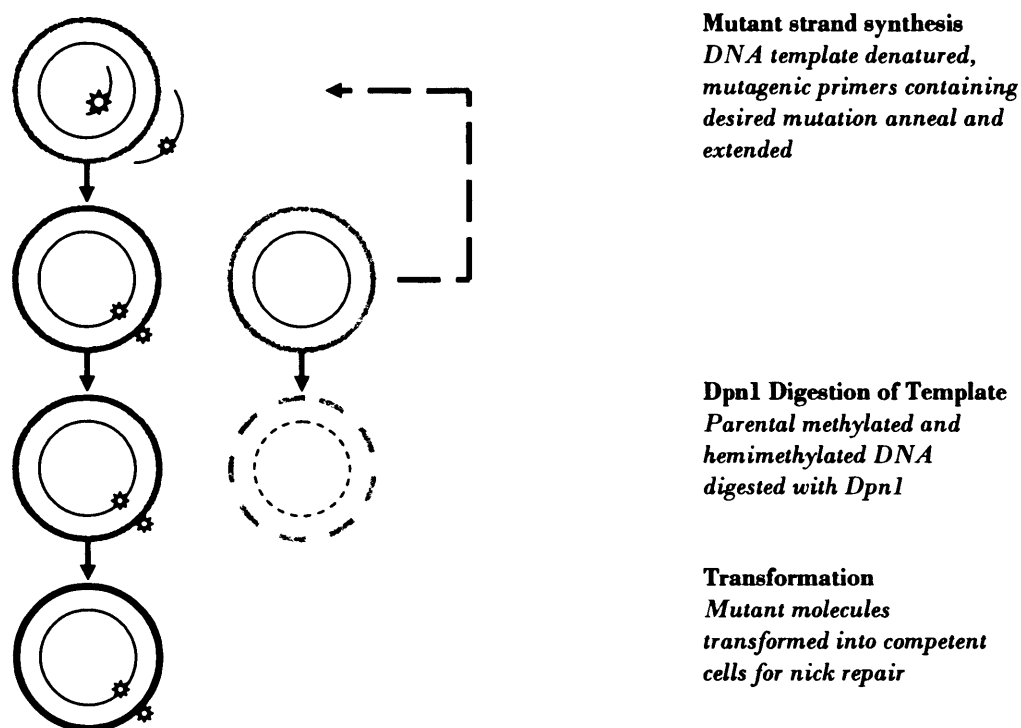 Mutant strand synthesis
DNA template denatured,
mutagenic primers containing
desired mutation anneal and
extended
Dpn1 Digestion of Template
Parental methylated and
hemimethylated DNA
digested with Dpn1
Transformation
Mutant molecules
transformed into competent
cells for nick repair